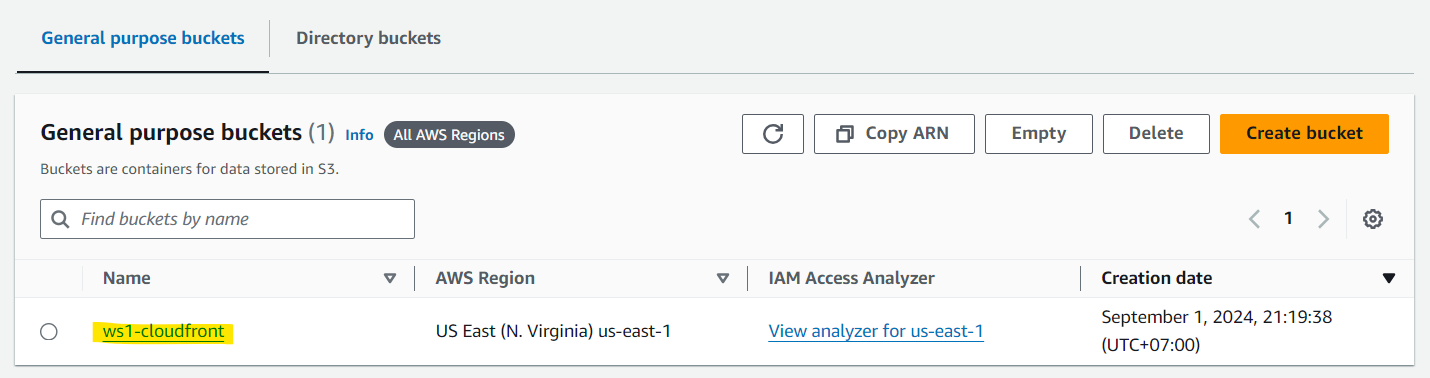 General purpose buckets
Directory buckets
General purpose buckets (1) Info All AWS Regions
Copy ARN
Empty
Delete
Create bucket
Buckets are containers for data stored in S3.
Find buckets by name
1
Name
AWS Region
IAM Access Analyzer
Creation date
ws1-cloudfront
US East (N. Virginia) us-east-1
View analyzer for us-east-1
September 1, 2024, 21:19:38
(UTC+07:00)